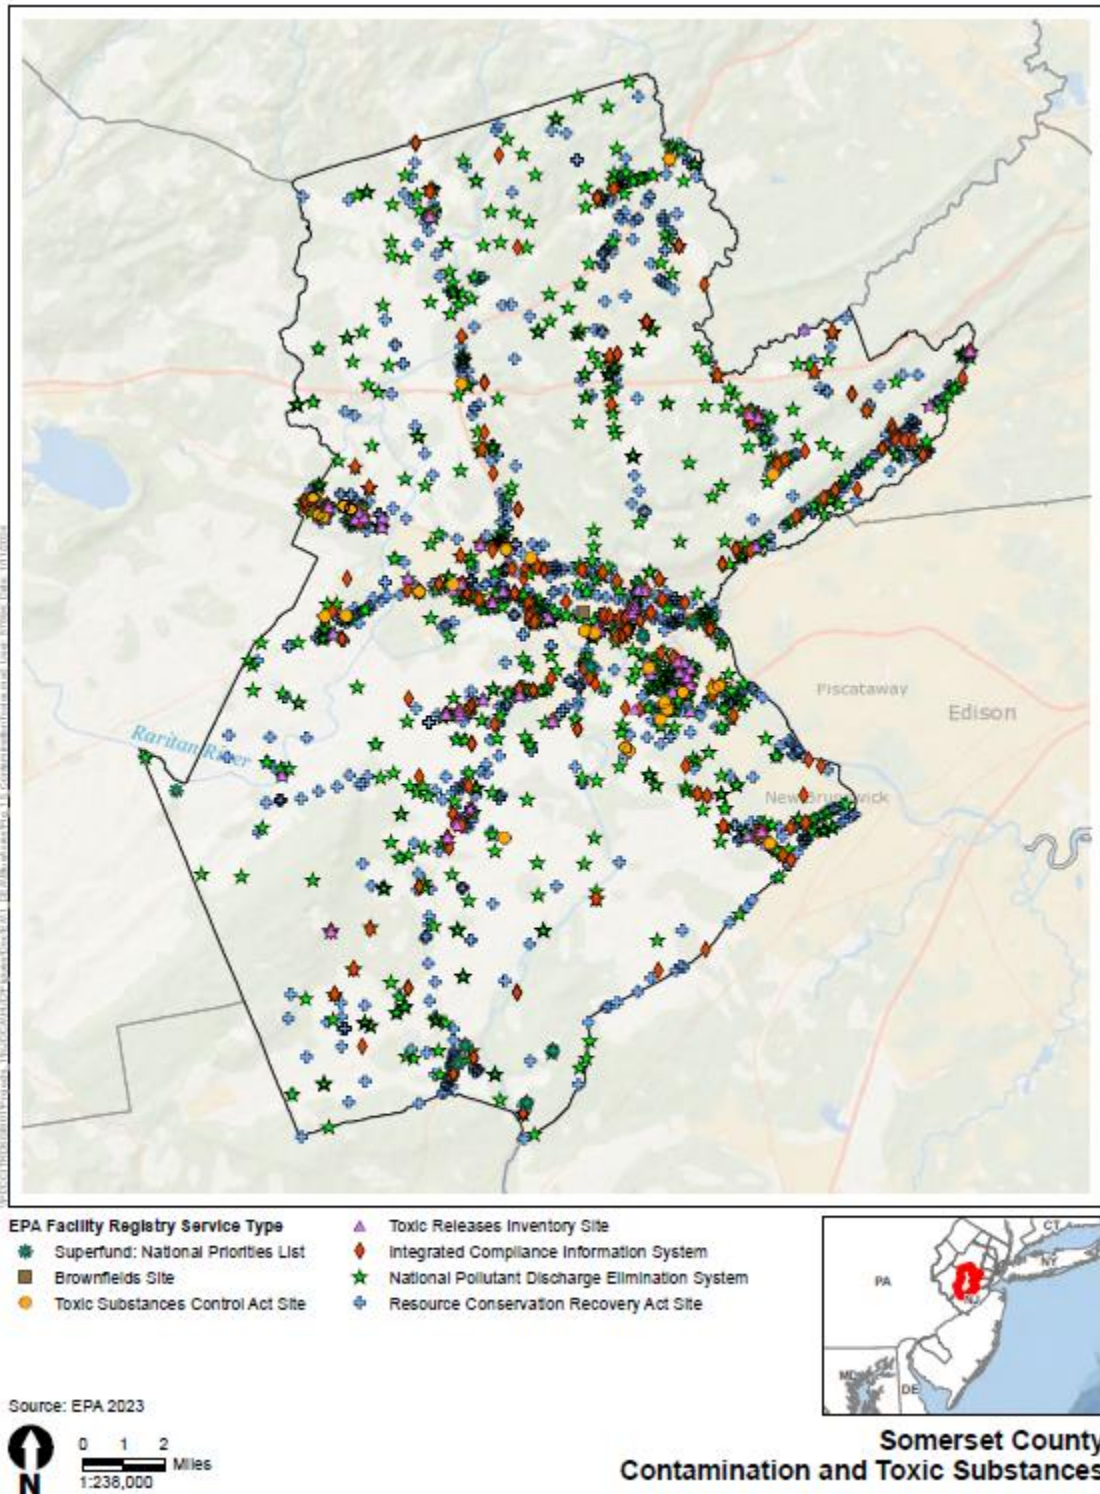 Raritan River
Piscataway
Edison
New Brunswick
EPA Facility Registry Service Type
Superfund: National Priorities List
Brownfields Site
Toxic Substances Control Act Site
Toxic Releases Inventory Site
Integrated Compliance Information System
National Pollutant Discharge Elimination System
Resource Conservation Recovery Act Site
CT
NY
PA
NJ
MD
DE
Source: EPA 2023
N
0 1 2
Miles
1:238,000
Somerset County
Contamination and Toxic Substances